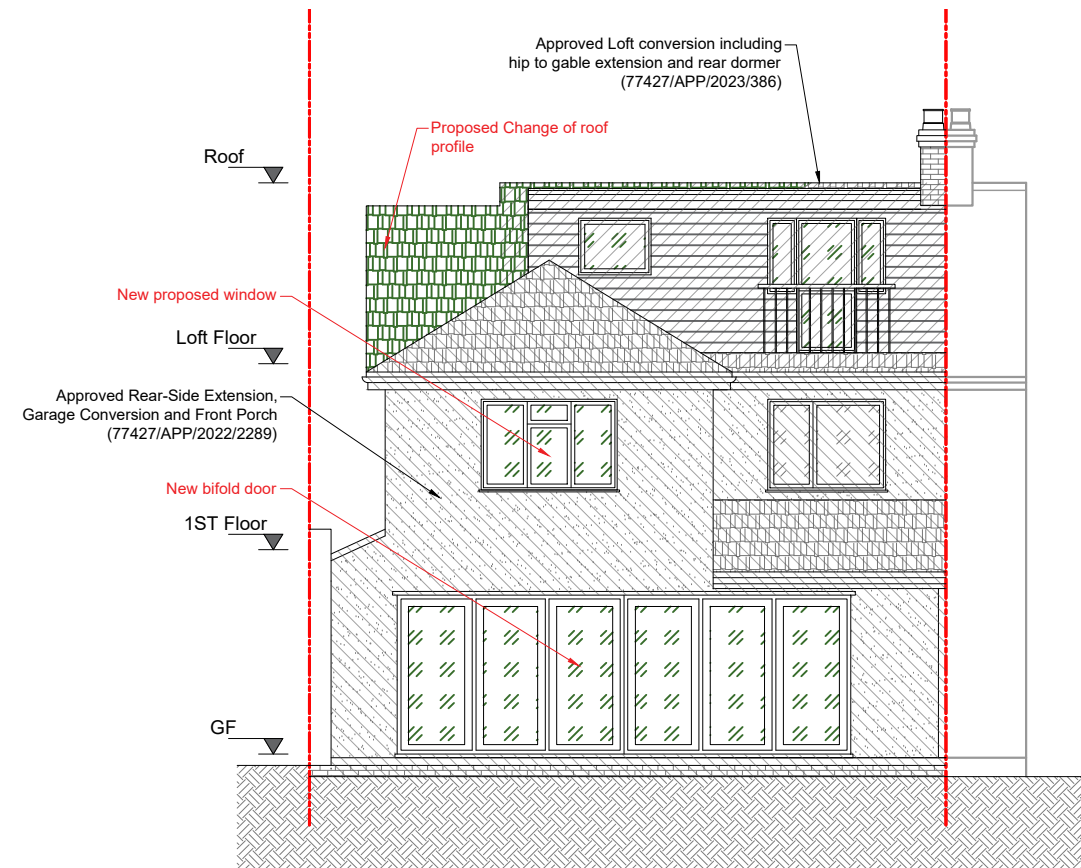 Approved Loft conversion including
hip to gable extension and rear dormer
(77427/APP/2023/386)
Proposed Change of roof
profile
Roof
New proposed window
Loft Floor
Approved Rear-Side Extension,
Garage Conversion and Front Porch
(77427/APP/2022/2289)
New bifold door
1ST Floor
GF